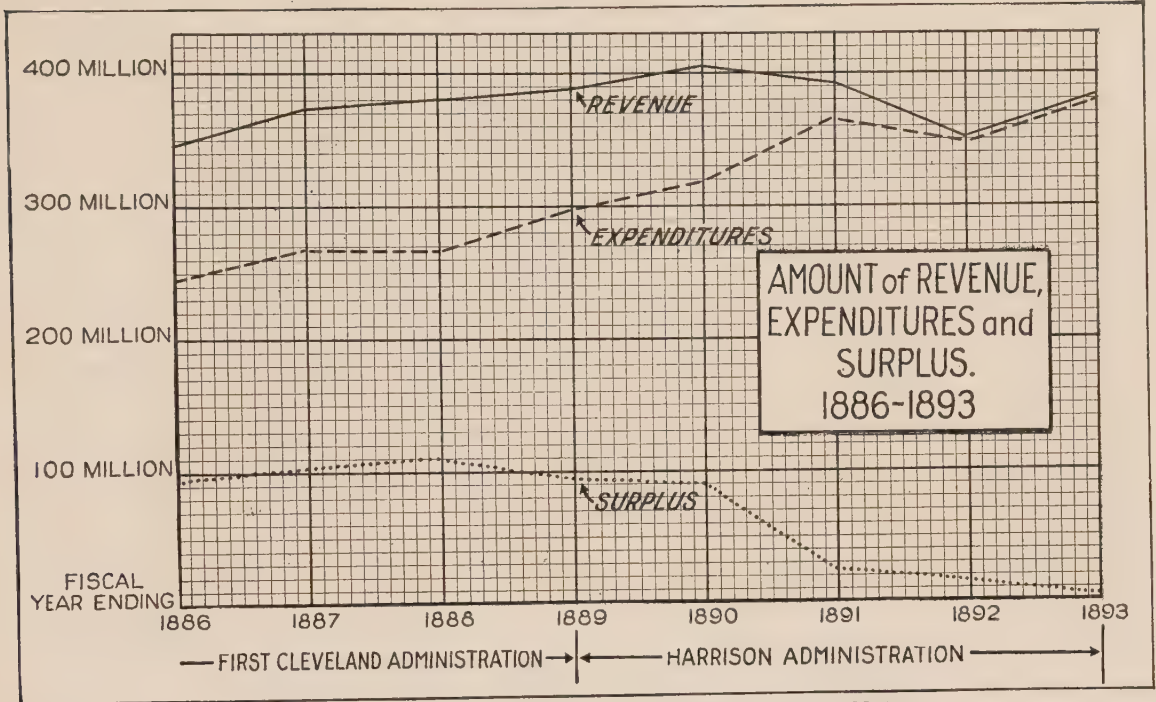 400 MILLION
REVENUE
300 MILLION
EXPENDITURES
AMOUNT of REVENUE,
EXPENDITURES and
SURPLUS.
1886-1893
200 MILLION
100 MILLION
SURPLUS
FISCAL
YEAR ENDING
1886 1887 1888 1889 1890 1891 1892 1893
FIRST CLEVELAND ADMINISTRATION HARRISON ADMINISTRATION